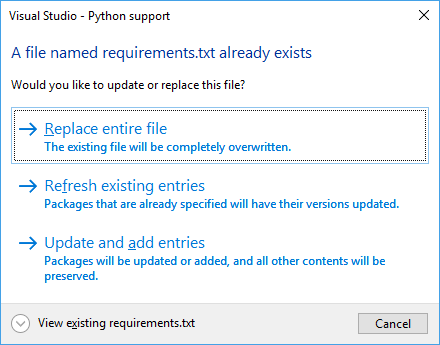 Visual Studio - Python support
A file named requirements.txt already exists
Would you like to update or replace this file?
Replace entire file
The existing file will be completely overwritten.
Refresh existing entries
Packages that are already specified will have their versions updated.
Update and add entries
Packages will be updated or added, and all other contents will be
preserved.
View existing requirements.txt
Cancel